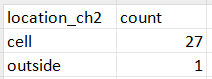 location_ch2 count
cell 27
outside 1